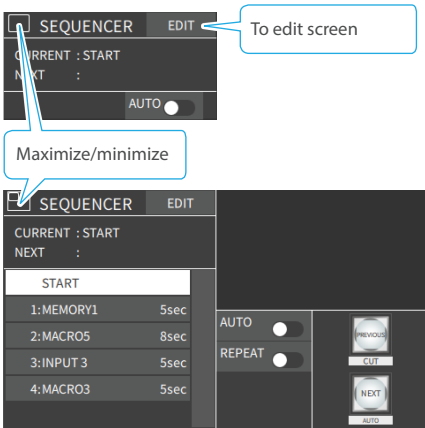 SEQUENCER EDIT
To edit screen
CURRENT : START
NEXT :
AUTO
Maximize/minimize
SEQUENCER EDIT
CURRENT : START
NEXT :
START
1:MEMORY1 5sec
2:MACRO5 8sec
3:INPUT 3 5sec
4:MACRO3 5sec
AUTO
REPEAT
PREVIOUS
CUT
NEXT
AUTO